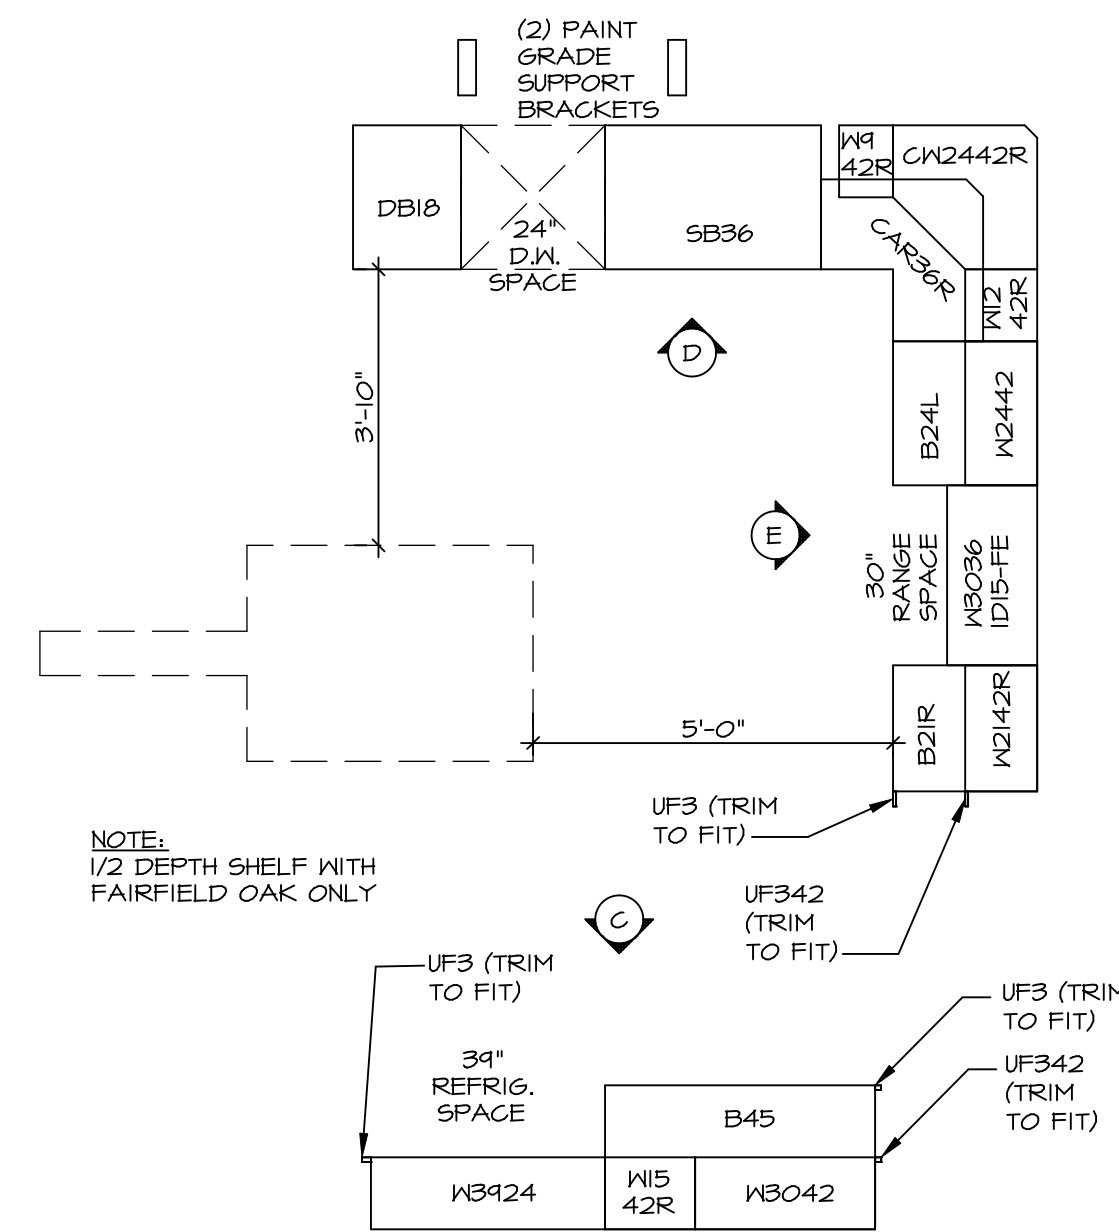 (2) PAINT
GRADE
SUPPORT
BRACKETS
W9
42R
CW2442R
DB18
24"
D.W.
SPACE
SB36
CAR36R
W12
42R
D
3'-10"
B24L
W2442
E
30"
RANGE
SPACE
W3036
1D15-FE
5'-0"
B21R
W2142R
UF3 (TRIM
TO FIT)
NOTE:
1/2 DEPTH SHELF WITH
FAIRFIELD OAK ONLY
UF342
(TRIM
TO FIT)
C
UF3 (TRIM
TO FIT)
UF3 (TRIM
TO FIT)
39"
REFRIG.
SPACE
UF342
(TRIM
TO FIT)
B45
W3924
W15
42R
W3042